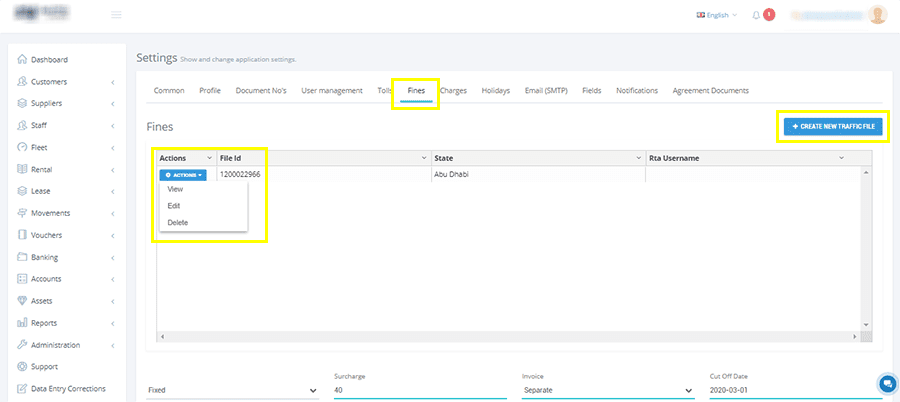 English
Dashboard
Customers
Suppliers
Staff
Fleet
Rental
Lease
Movements
Vouchers
Banking
Accounts
Assets
Reports
Administration
Support
Data Entry Corrections
Settings Show and change application settings.
Common Profile Document No's User management Tolls Fines Charges Holidays Email (SMTP) Fields Notifications Agreement Documents
Fines
+ CREATE NEW TRAFFIC FILE
Actions File Id State Rta Username
ACTIONS 1200022966 Abu Dhabi
View
Edit
Delete
Surcharge Invoice Cut Off Date
Fixed 40 Separate 2020-03-01